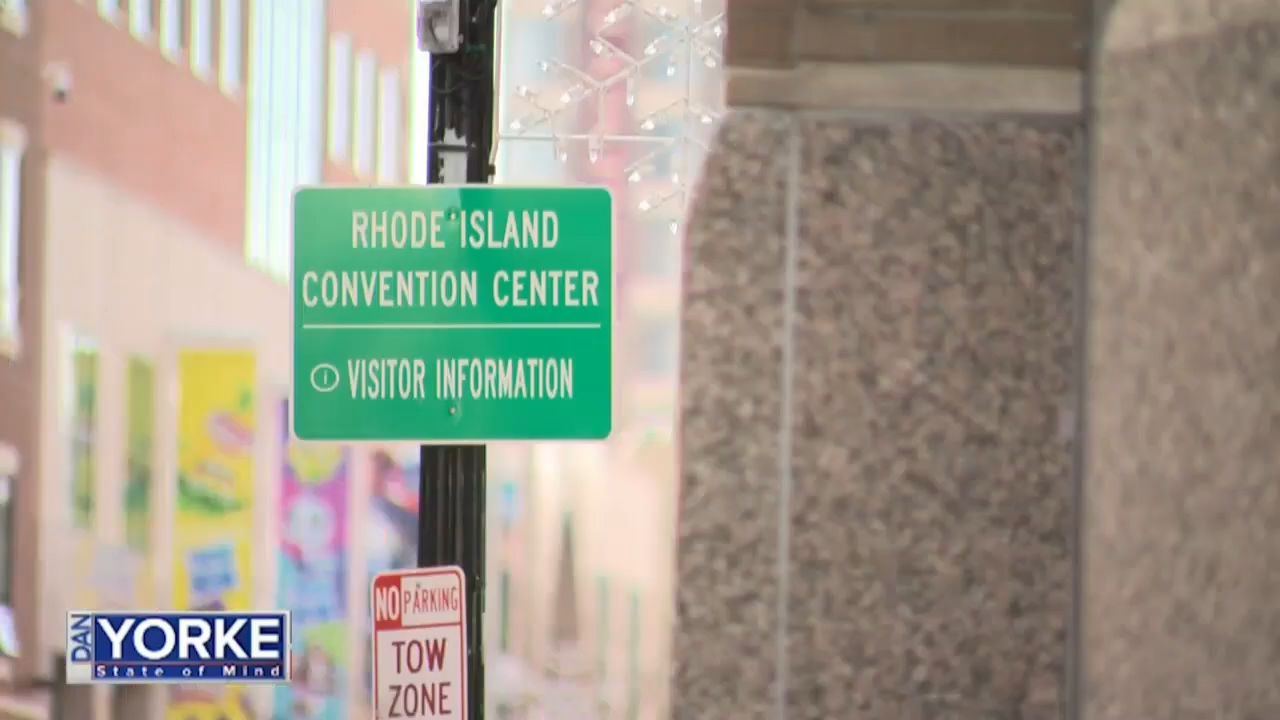 RHODE ISLAND
CONVENTION CENTER
VISITOR INFORMATION
NO PARKING
TOW
ZONE
DAN
YORKE
State of Mind